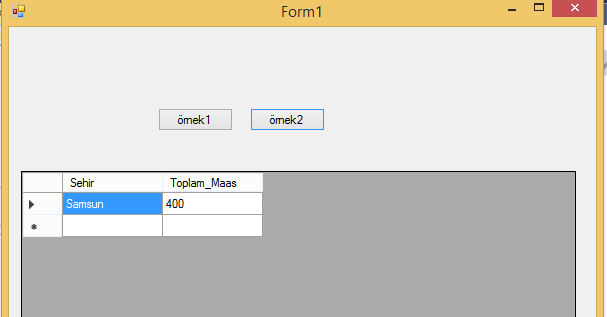 Form1
örnek1 örnek2
Sehir Toplam_Maas
Samsun 400